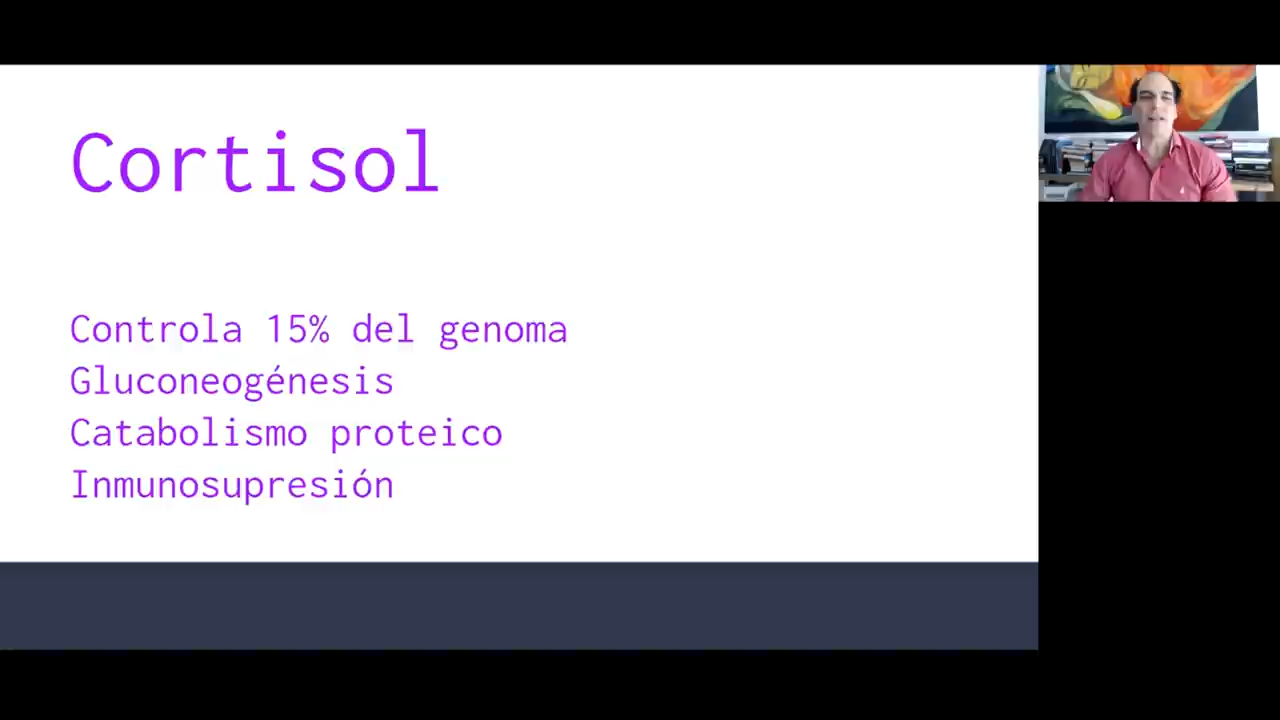 Cortisol
Controla 15% del genoma
Gluconeogénesis
Catabolismo proteico
Inmunosupresión